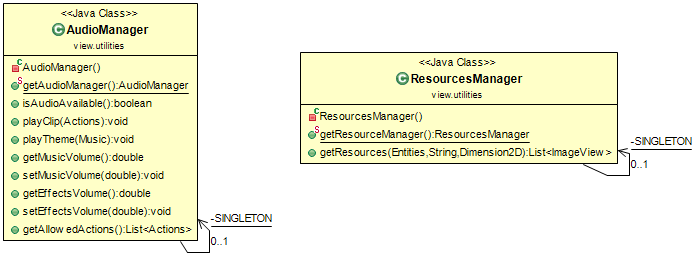 <<Java Class>>
AudioManager
view.utilities
AudioManager()
getAudioManager():AudioManager
isAudioAvailable():boolean
playClip(Actions):void
playTheme(Music):void
getMusicVolume():double
setMusicVolume(double):void
getEffectsVolume():double
setEffectsVolume(double):void
getAllowedActions():List<Actions>
-SINGLETON
0..1
<<Java Class>>
ResourcesManager
view.utilities
ResourcesManager()
getResourceManager():ResourcesManager
getResources(Entities,String,Dimension2D):List<ImageView>
-SINGLETON
0..1